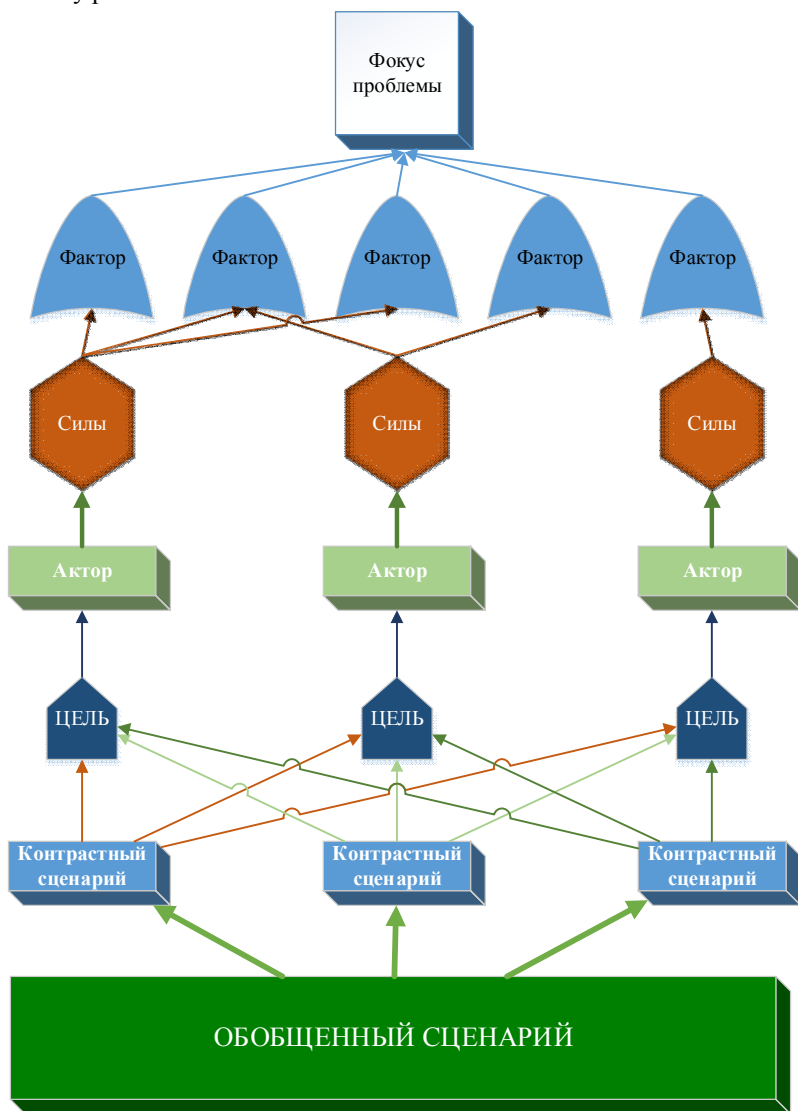 Фокус
проблемы
Фактор
Фактор
Фактор
Фактор
Фактор
Силы
Силы
Силы
Актор
Актор
Актор
ЦЕЛЬ
ЦЕЛЬ
ЦЕЛЬ
Контрастный
сценарий
Контрастный
сценарий
Контрастный
сценарий
ОБОБЩЕННЫЙ СЦЕНАРИЙ